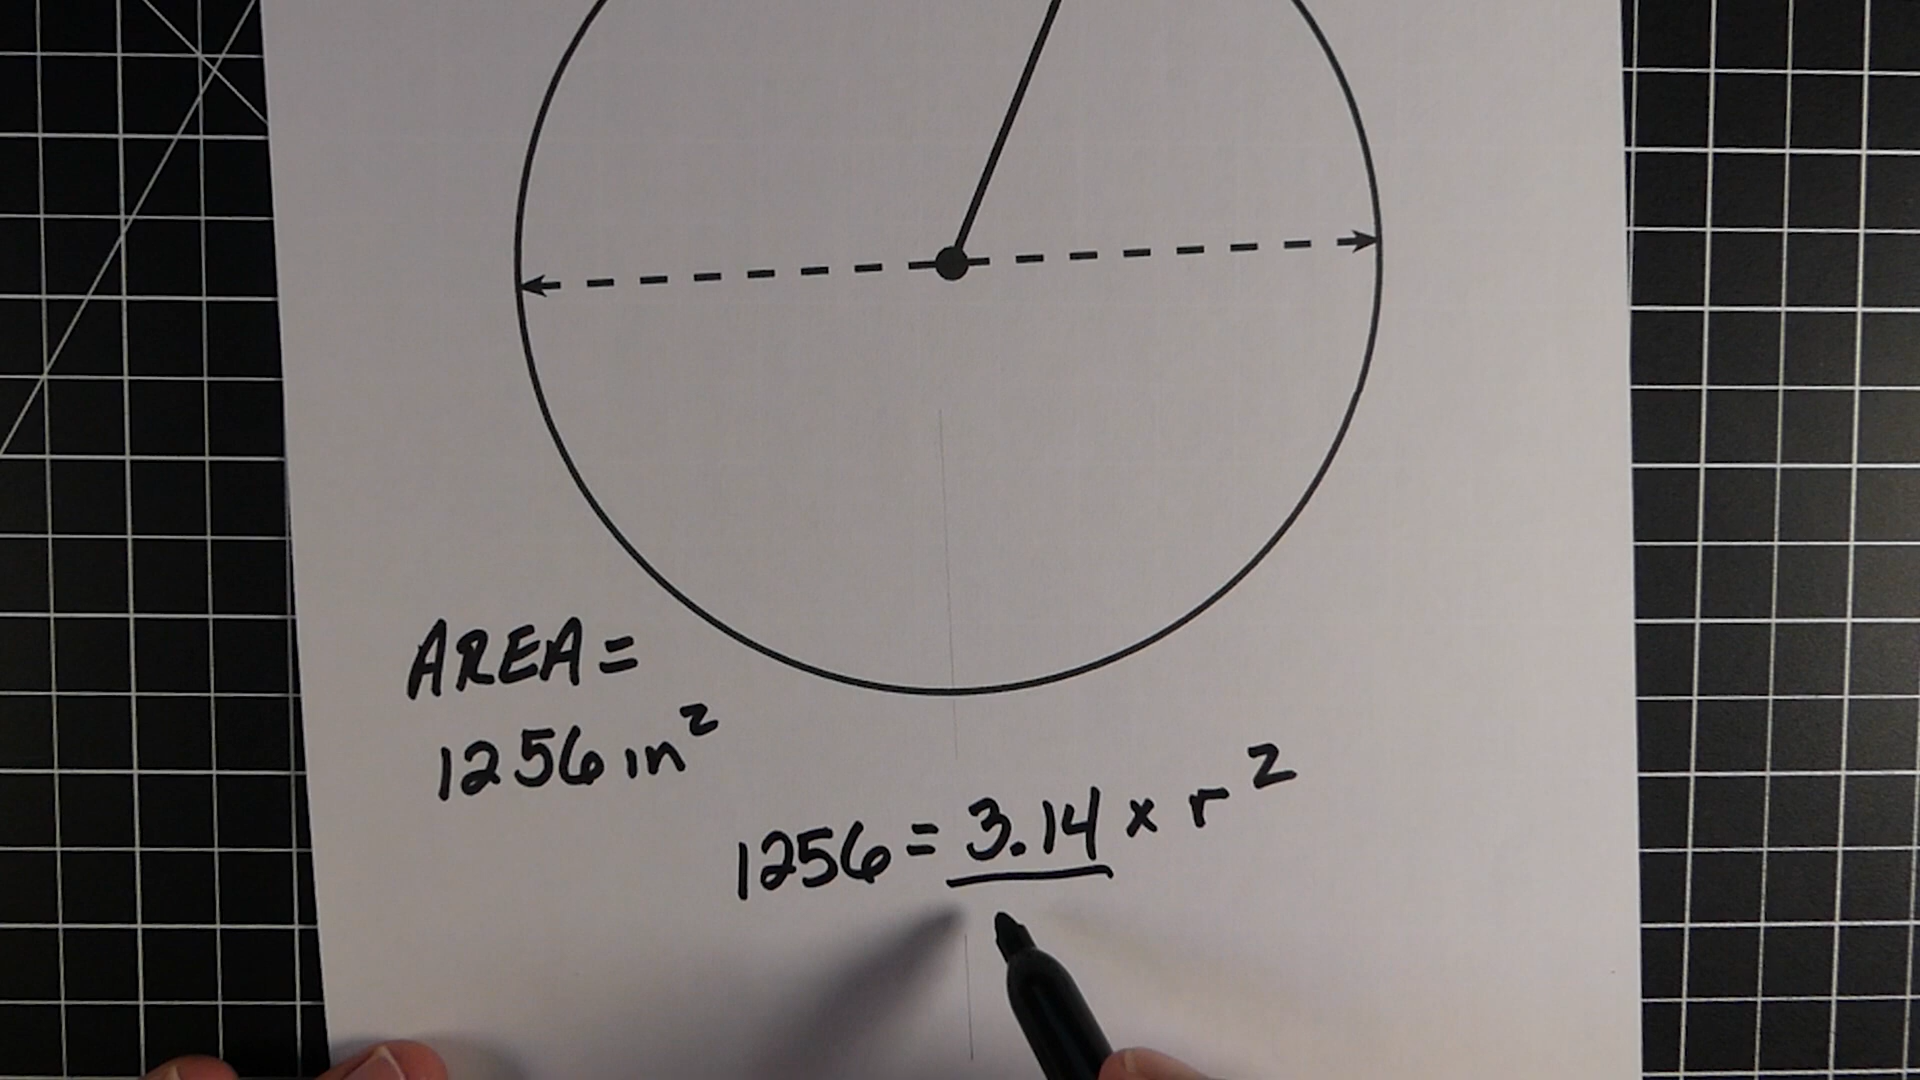 AREA=
1256 in²
1256 = 3.14 x r²